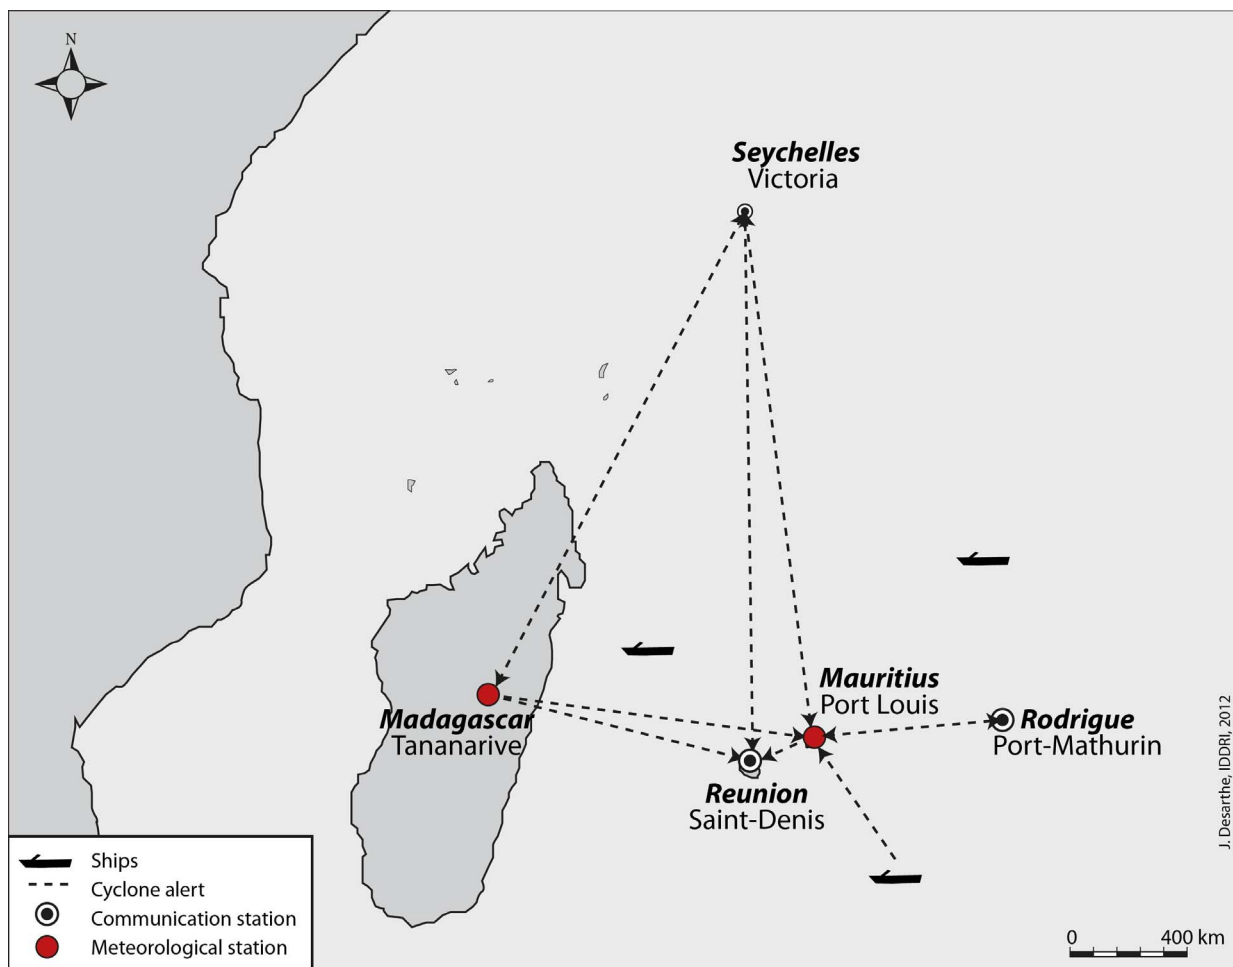 N
Seychelles
Victoria
Mauritius
Port Louis
Madagascar
Tananarive
Rodrigue
Port-Mathurin
Reunion
Saint-Denis
J. Desarthe, IDDRI, 2012
Ships
Cyclone alert
Communication station
Meteorological station
0 400 km